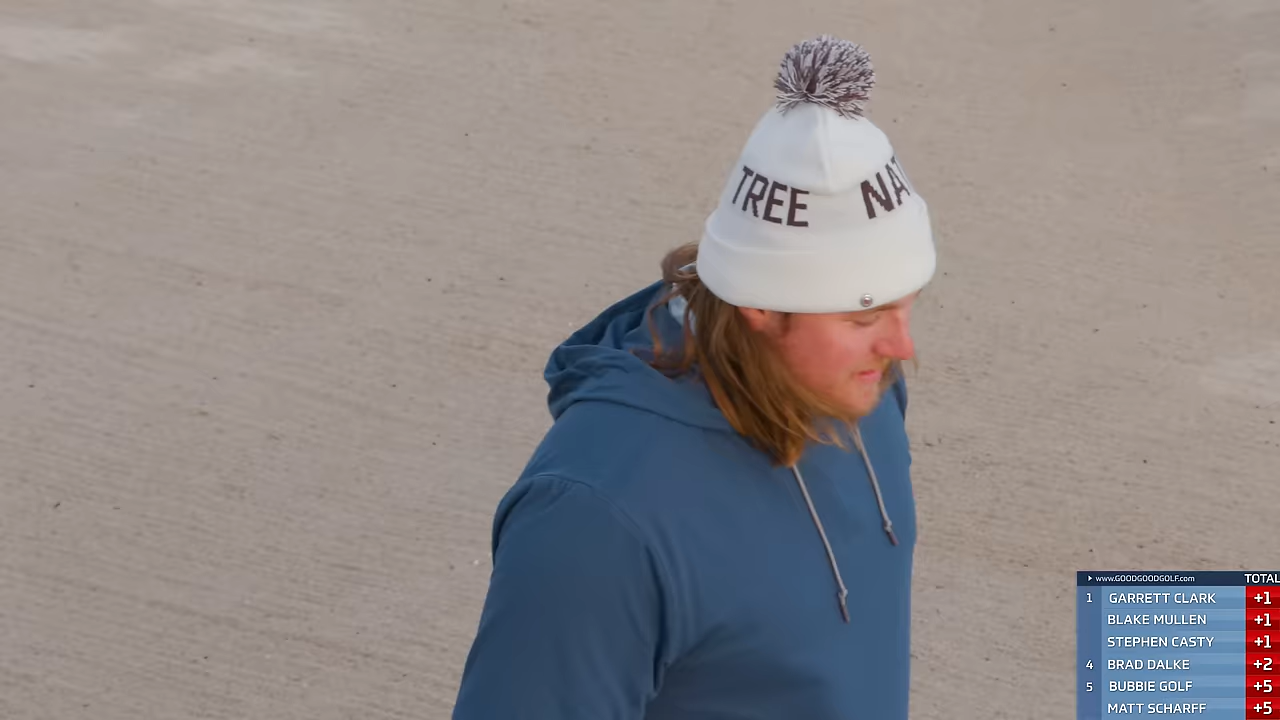 TREE NAT
www.GOODGOODGOLF.com TOTAL
1 GARRETT CLARK +1
BLAKE MULLEN +1
STEPHEN CASTY +1
4 BRAD DALKE +2
5 BUBBIE GOLF +5
MATT SCHARFF +5